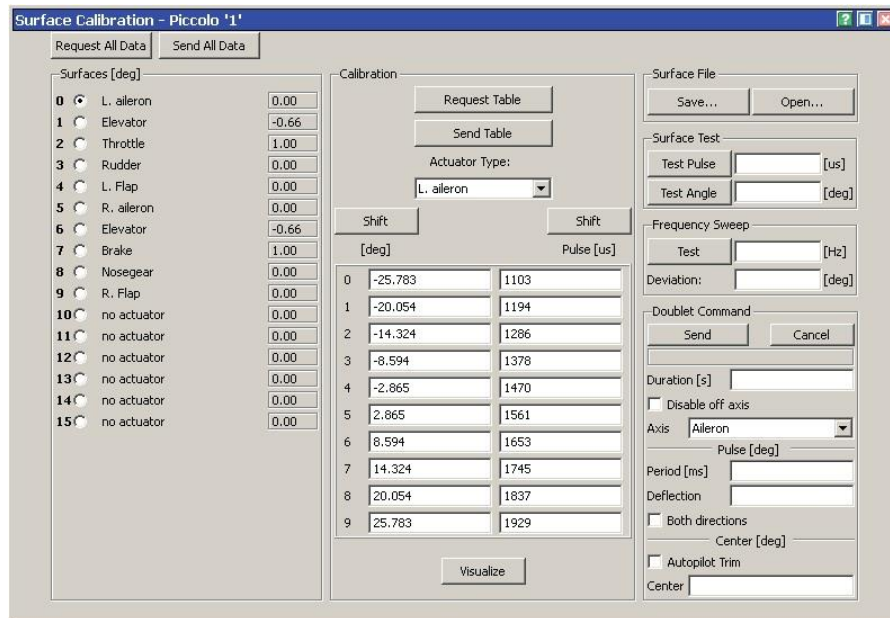 Surface Calibration - Piccolo '1'
Request All Data Send All Data
Surfaces [deg]
0 L. aileron 0.00
1 Elevator -0.66
2 Throttle 1.00
3 Rudder 0.00
4 L. Flap 0.00
5 R. aileron 0.00
6 Elevator -0.66
7 Brake 1.00
8 Nosegear 0.00
9 R. Flap 0.00
10 no actuator 0.00
11 no actuator 0.00
12 no actuator 0.00
13 no actuator 0.00
14 no actuator 0.00
15 no actuator 0.00
Calibration
Request Table
Send Table
Actuator Type:
L. aileron
Shift Shift
[deg] Pulse [us]
0 -25.783 1103
1 -20.054 1194
2 -14.324 1286
3 -8.594 1378
4 -2.865 1470
5 2.865 1561
6 8.594 1653
7 14.324 1745
8 20.054 1837
9 25.783 1929
Visualize
Surface File
Save... Open...
Surface Test
Test Pulse [us]
Test Angle [deg]
Frequency Sweep
Test [Hz]
Deviation: [deg]
Doublet Command
Send Cancel
Duration [s]
Disable off axis
Axis Aileron
Pulse [deg]
Period [ms]
Deflection
Both directions
Center [deg]
Autopilot Trim
Center